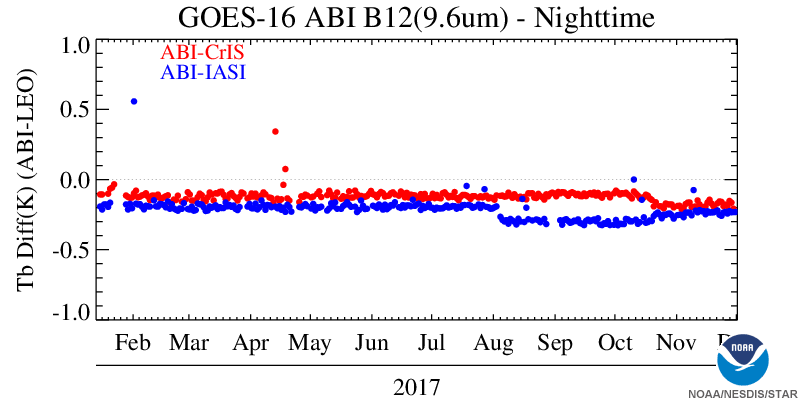 GOES-16 ABI B12(9.6um) - Nighttime
ABI-CrIS
ABI-IASI
Tb Diff(K) (ABI-LEO)
1.0
0.5
0.0
-0.5
-1.0
Feb Mar Apr May Jun Jul Aug Sep Oct Nov
2017
NOAA
NOAA/NESDIS/STAR